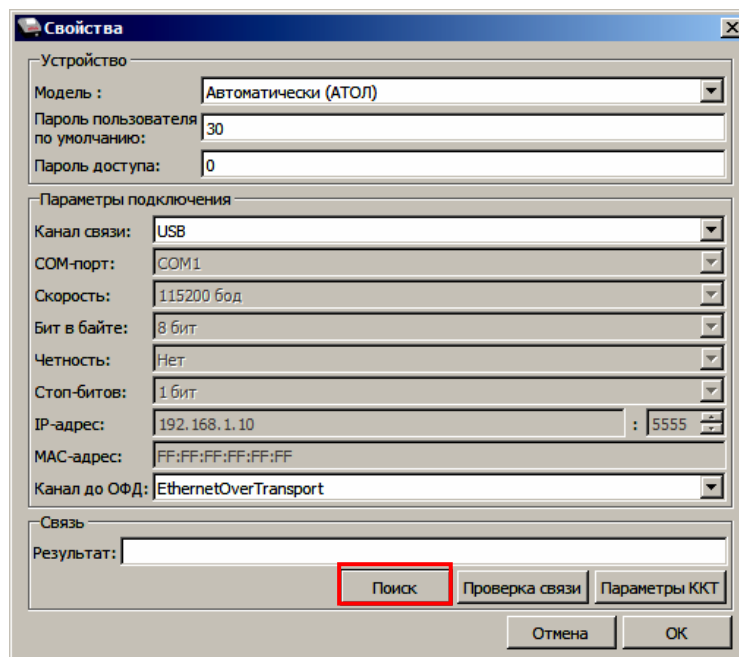 Свойства
Устройство
Модель : Автоматически (АТОЛ)
Пароль пользователя
по умолчанию: 30
Пароль доступа: 0
Параметры подключения
Канал связи: USB
COM-порт: COM1
Скорость: 115200 бод
Бит в байте: 8 бит
Четность: Нет
Стоп-битов: 1 бит
IP-адрес: 192.168.1.10 : 5555
MAC-адрес: FF:FF:FF:FF:FF:FF
Канал до ОФД: EthernetOverTransport
Связь
Результат:
Поиск Проверка связи Параметры ККТ
Отмена ОК